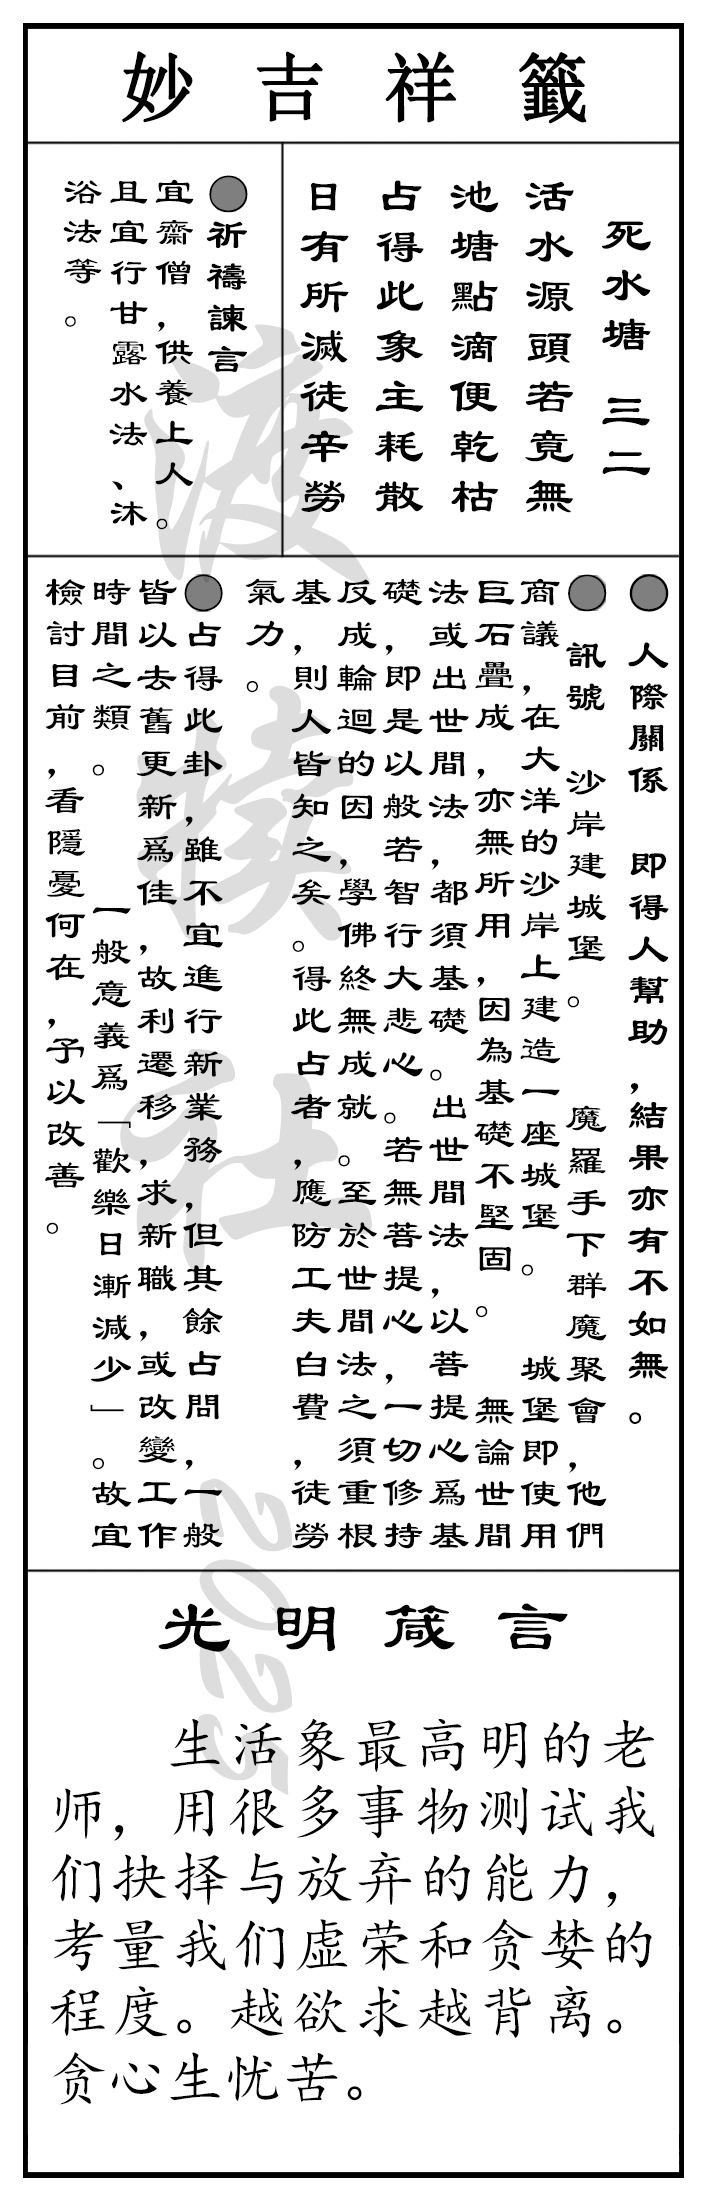 妙吉祥籤
死水塘 三二
活水源頭若竟無
池塘點滴便乾枯
占得此象主耗散
日有所滅徒辛勞
●祈禱諫言
宜齋僧，供養上人。
且宜行甘露水法、沐
浴法等。
● 人際關係 即得人幫助，結果亦有不如無。
● 訊號 沙岸建城堡。 魔羅手下群魔聚會，他們
商議，在大洋的沙岸上建造一座城堡。 城堡即使用
巨石疊成，亦無所用，因為基礎不堅固。 無論世間
法或出世間法，都須基礎。出世間法，以菩提心爲基
礎，即是以般若智行大悲心。若無菩提心，一切修持
反成輪迴的因，學佛終無成就。至於世間法之須重根
基，則人皆知之矣。得此占者，應防工夫白費，徒勞
氣力。
●占得此卦，雖不宜進行新業務，但其餘占問，一般
皆以去舊更新爲佳，故利遷移，求新職，或改變工作
時間之類。 一般意義爲「歡樂日漸減少」。故宜
檢討目前，看隱憂何在，予以改善。
光明箴言
生活象最高明的老
师，用很多事物测试我
们抉择与放弃的能力，
考量我们虚荣和贪婪的
程度。越欲求越背离。
贪心生忧苦。
渡 社 2025